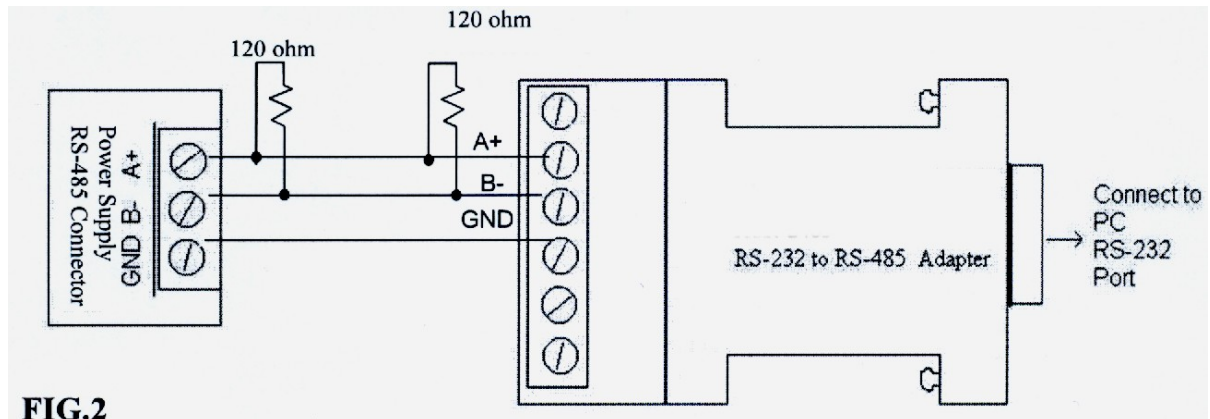 120 ohm
120 ohm
Power Supply
RS-485 Connector
A+
B-
GND
A+
B-
GND
RS-232 to RS-485 Adapter
Connect to
PC
RS-232
Port
FIG.2